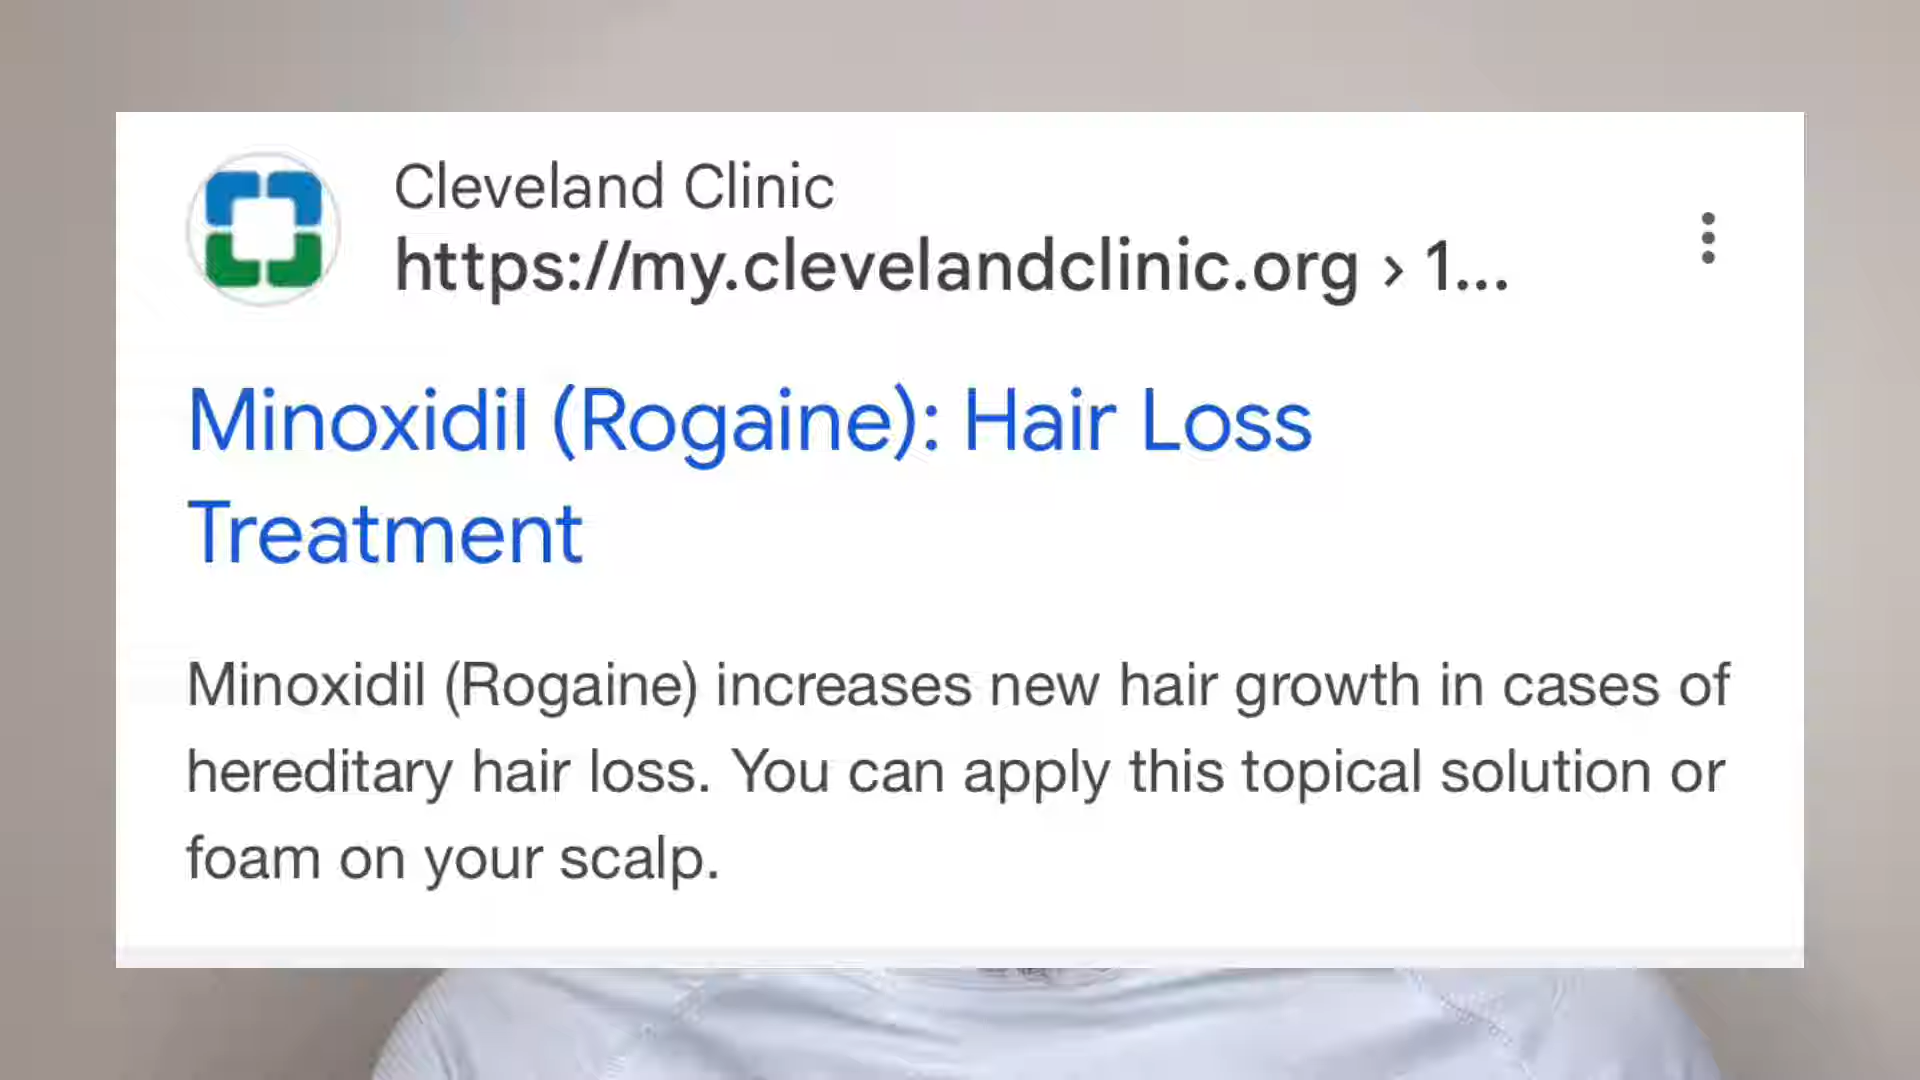 Cleveland Clinic
https://my.clevelandclinic.org › 1...
Minoxidil (Rogaine): Hair Loss
Treatment
Minoxidil (Rogaine) increases new hair growth in cases of
hereditary hair loss. You can apply this topical solution or
foam on your scalp.